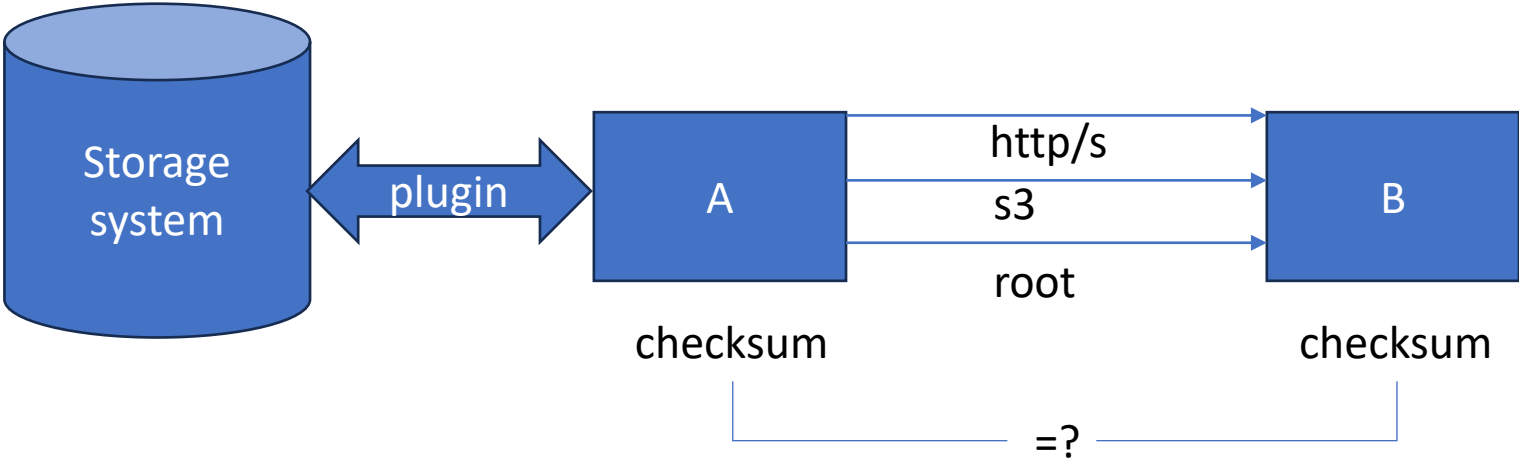 Storage
system
plugin
A
http/s
s3
root
B
checksum
checksum
=?